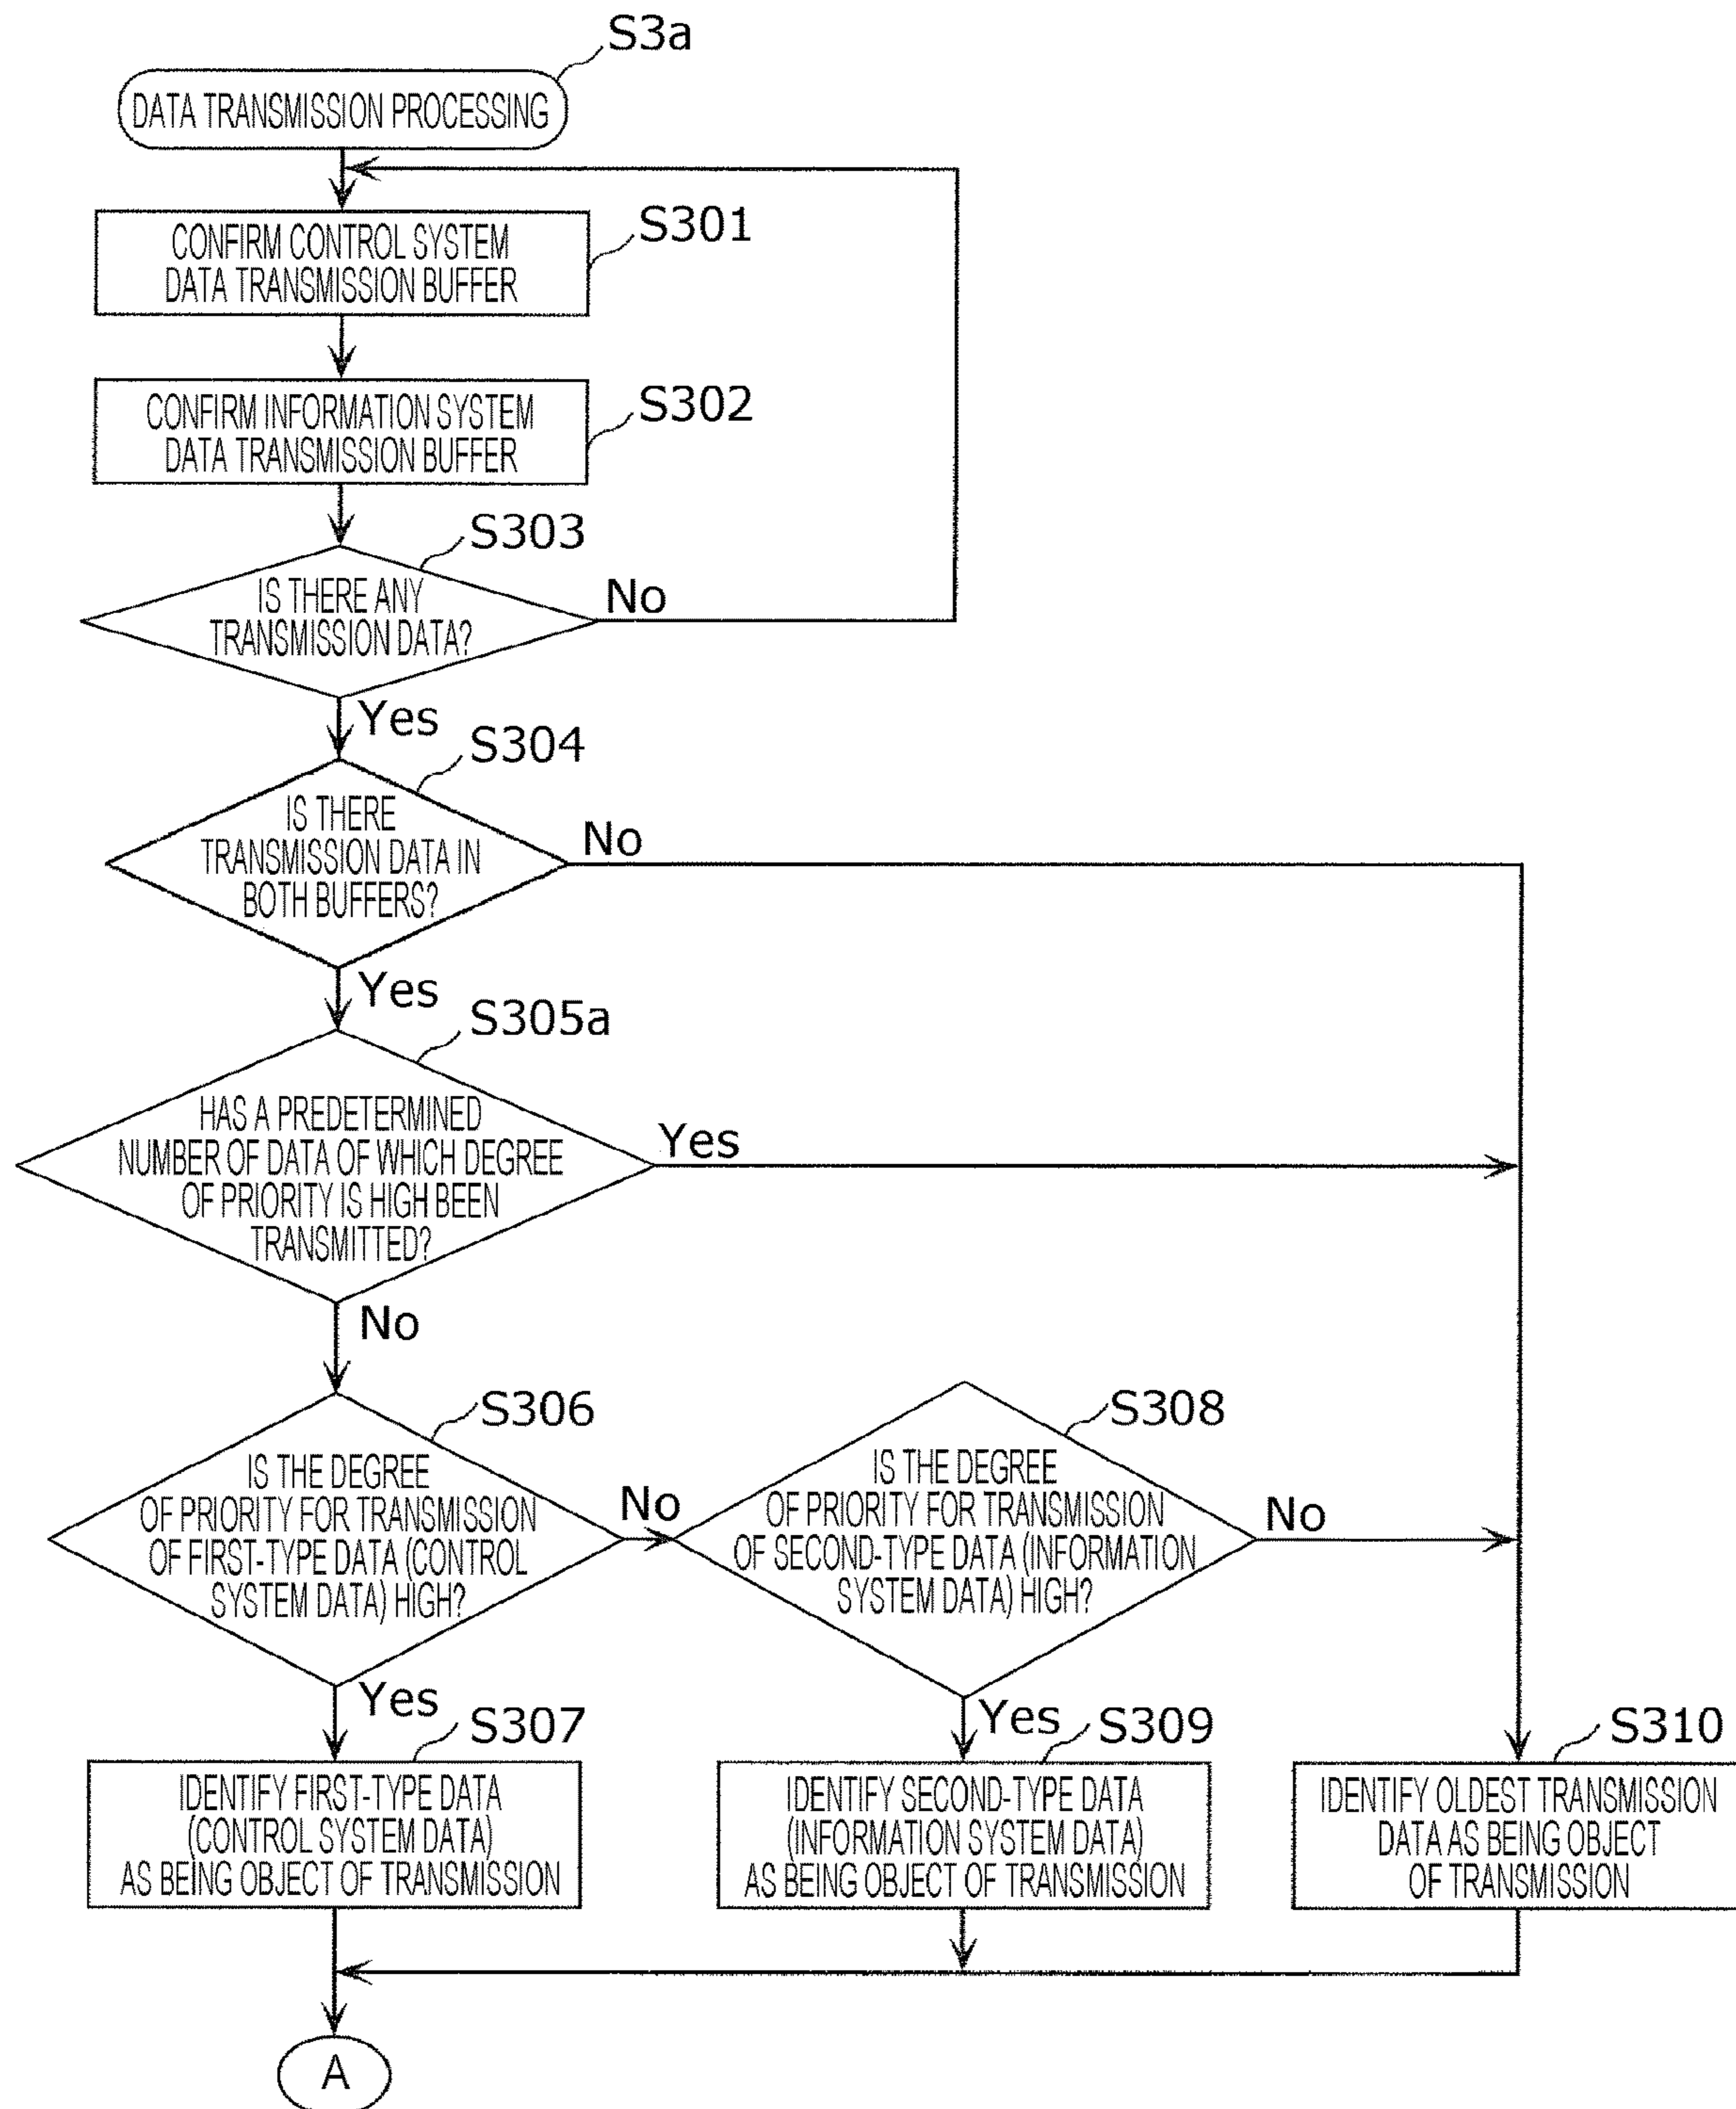 S3a
DATA TRANSMISSION PROCESSING
S301
CONFIRM CONTROL SYSTEM
DATA TRANSMISSION BUFFER
S302
CONFIRM INFORMATION SYSTEM
DATA TRANSMISSION BUFFER
S303
IS THERE ANY
TRANSMISSION DATA?
No
Yes
S304
IS THERE
TRANSMISSION DATA IN
BOTH BUFFERS?
No
Yes
S305a
HAS A PREDETERMINED
NUMBER OF DATA OF WHICH DEGREE
OF PRIORITY IS HIGH BEEN
TRANSMITTED?
Yes
No
S306
IS THE DEGREE
OF PRIORITY FOR TRANSMISSION
OF FIRST-TYPE DATA (CONTROL
SYSTEM DATA) HIGH?
No
Yes
S308
IS THE DEGREE
OF PRIORITY FOR TRANSMISSION
OF SECOND-TYPE DATA (INFORMATION
SYSTEM DATA) HIGH?
No
Yes
S307
IDENTIFY FIRST-TYPE DATA
(CONTROL SYSTEM DATA)
AS BEING OBJECT OF TRANSMISSION
S309
IDENTIFY SECOND-TYPE DATA
(INFORMATION SYSTEM DATA)
AS BEING OBJECT OF TRANSMISSION
S310
IDENTIFY OLDEST TRANSMISSION
DATA AS BEING OBJECT
OF TRANSMISSION
A